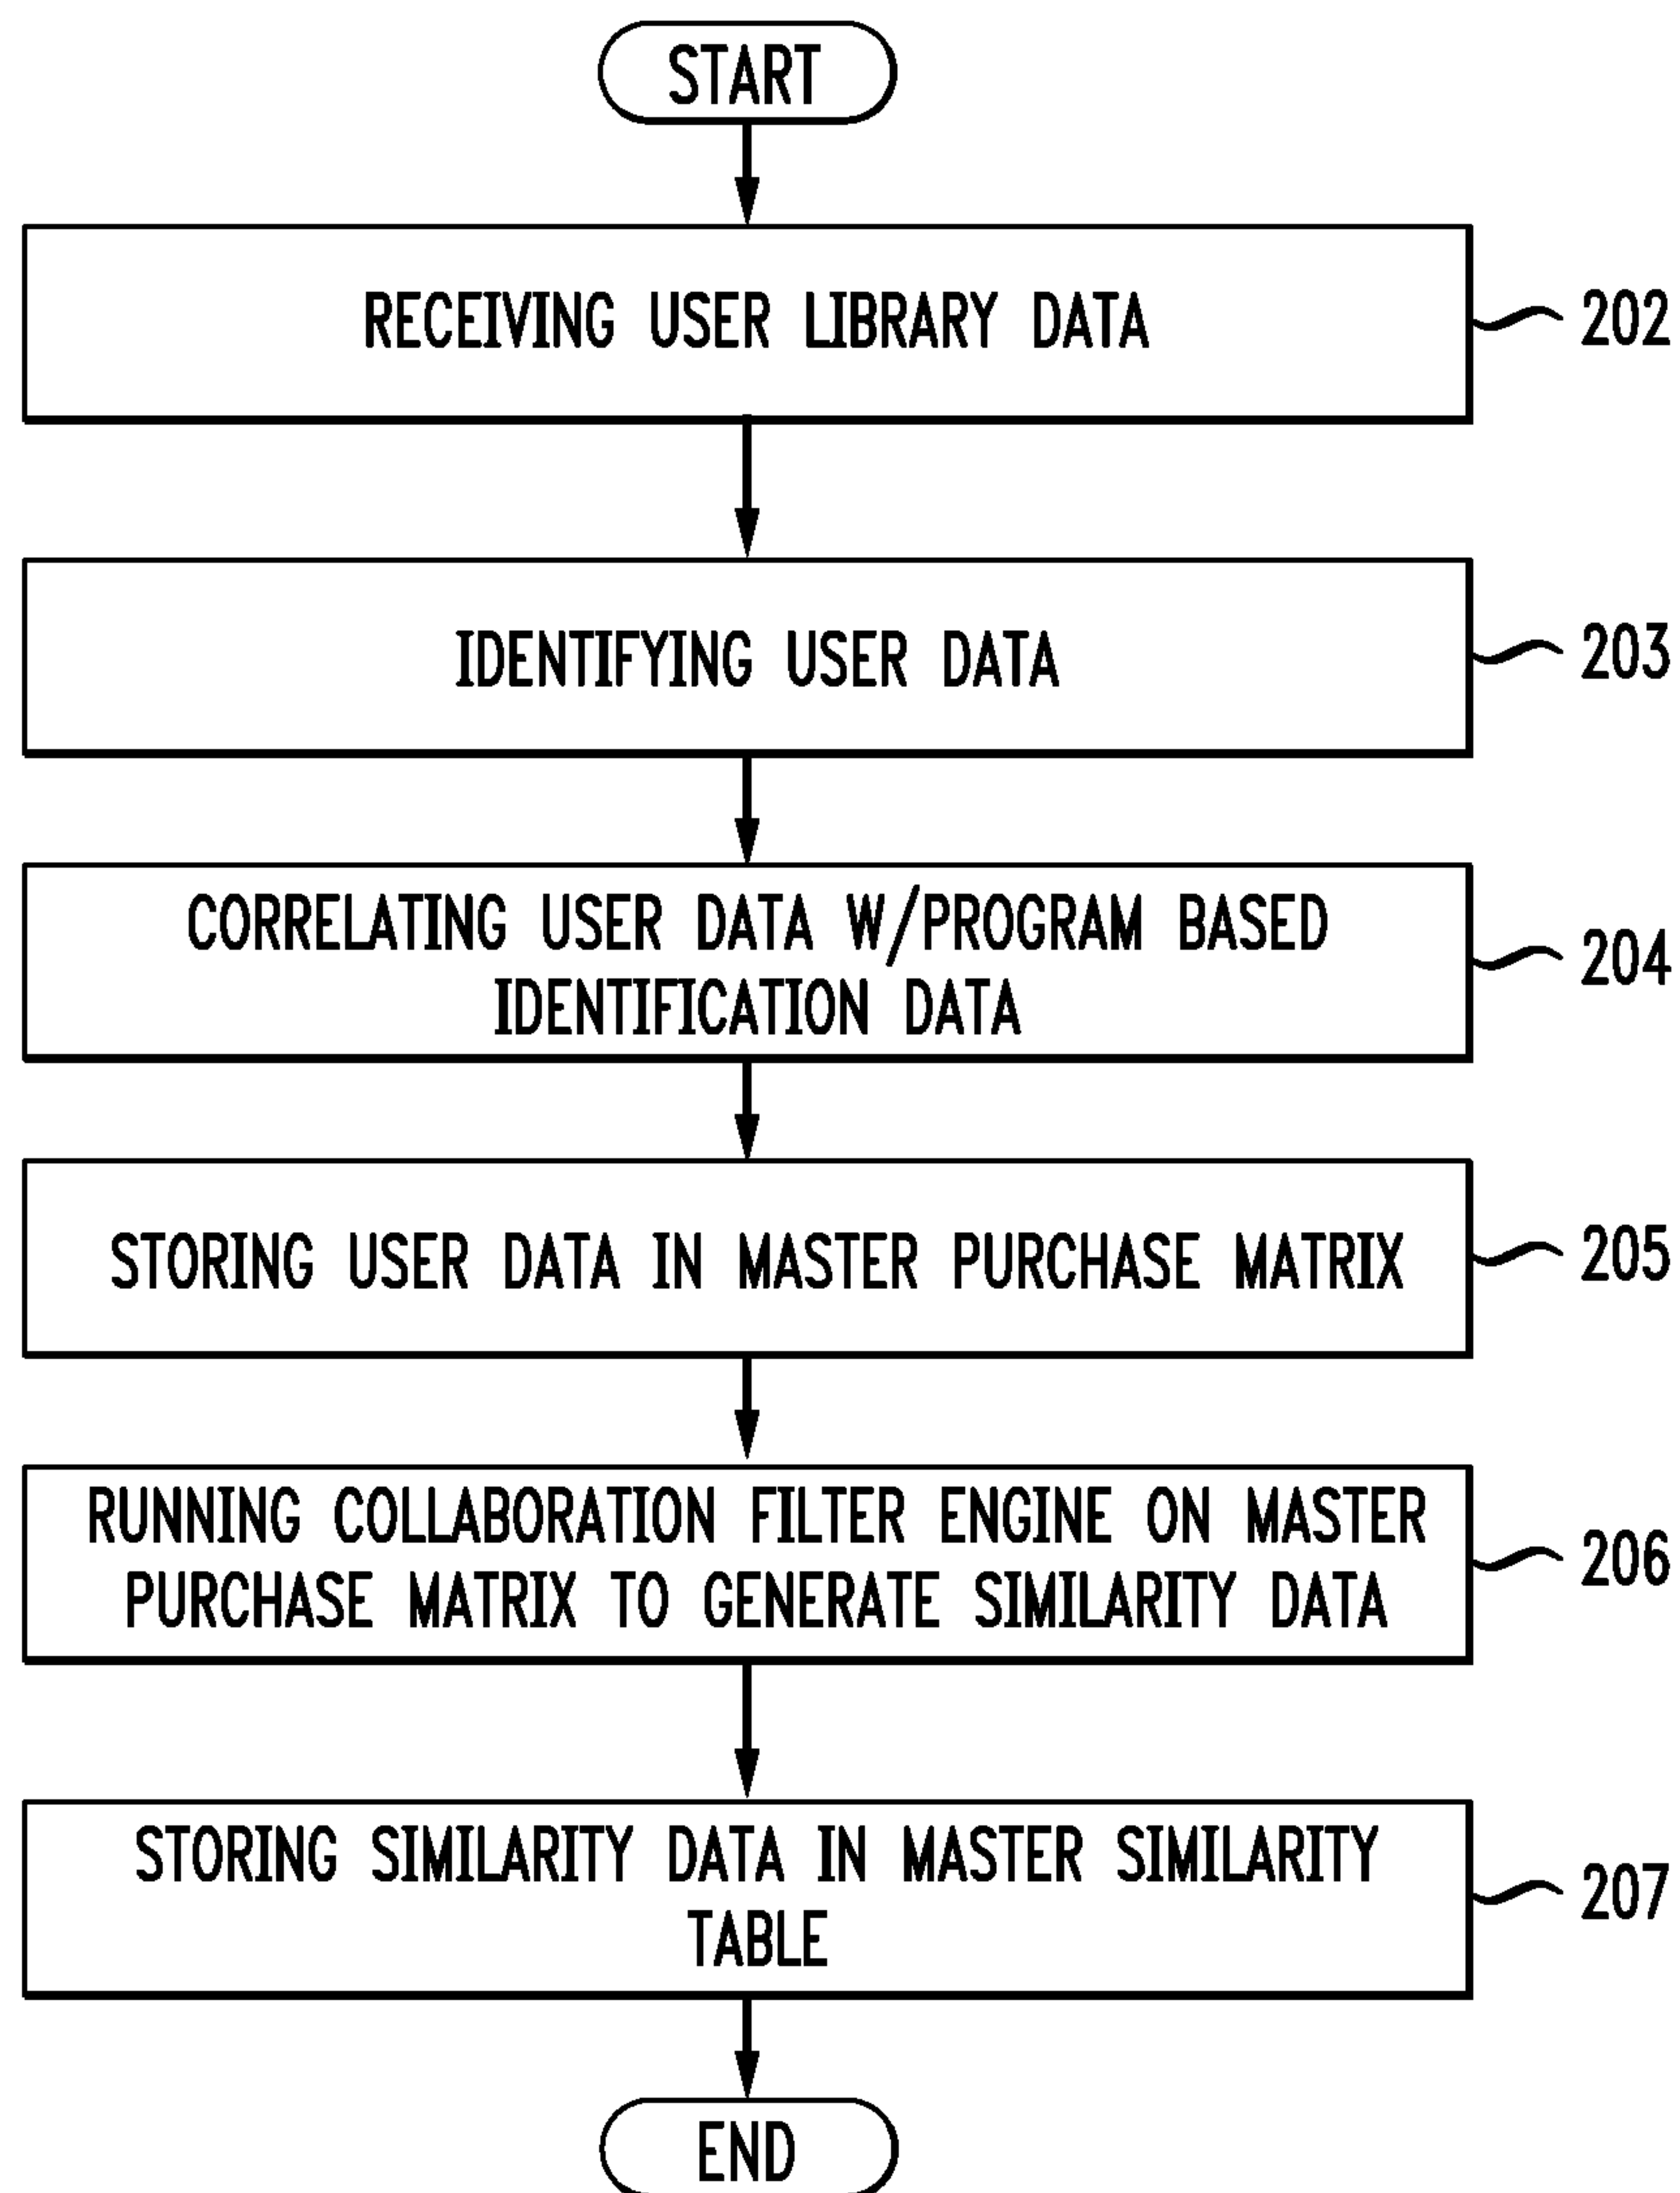 START
RECEIVING USER LIBRARY DATA
202
IDENTIFYING USER DATA
203
CORRELATING USER DATA W/PROGRAM BASED
IDENTIFICATION DATA
204
STORING USER DATA IN MASTER PURCHASE MATRIX
205
RUNNING COLLABORATION FILTER ENGINE ON MASTER
PURCHASE MATRIX TO GENERATE SIMILARITY DATA
206
STORING SIMILARITY DATA IN MASTER SIMILARITY
TABLE
207
END